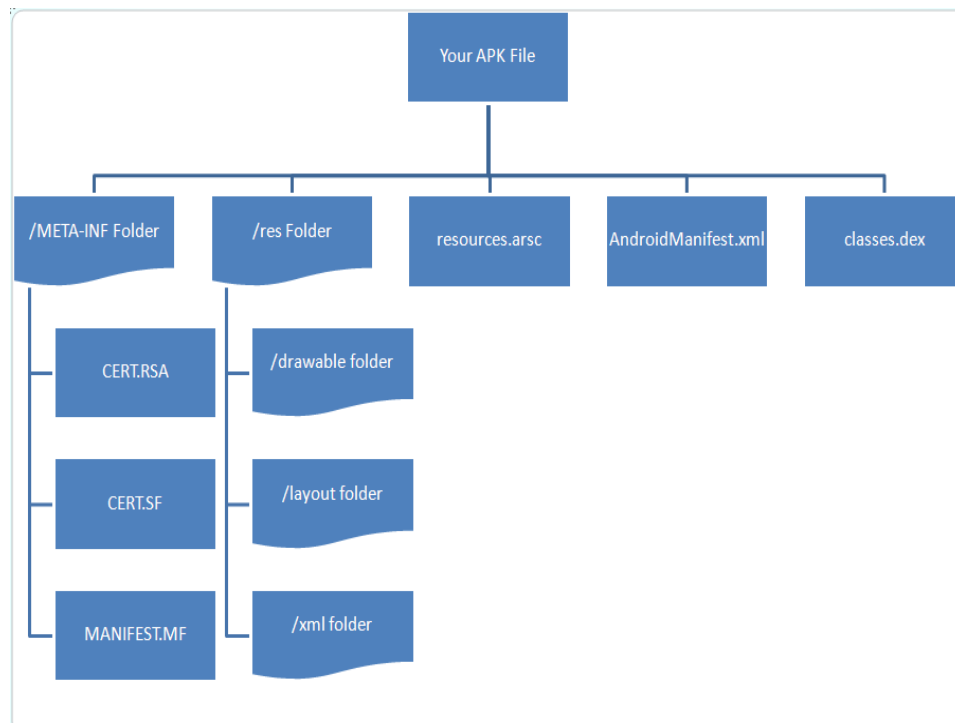 Your APK File
/META-INF Folder
/res Folder
resources.arsc
AndroidManifest.xml
classes.dex
CERT.RSA
/drawable folder
CERT.SF
/layout folder
MANIFEST.MF
/xml folder